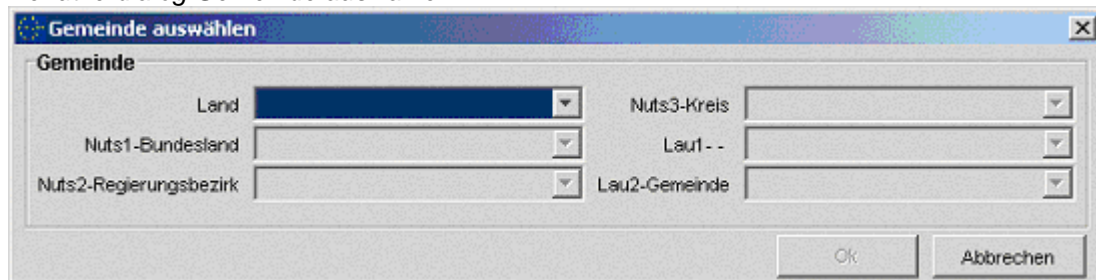 Gemeinde auswählen
Gemeinde
Land Nuts3-Kreis
Nuts1-Bundesland Lau1- -
Nuts2-Regierungsbezirk Lau2-Gemeinde
Ok Abbrechen